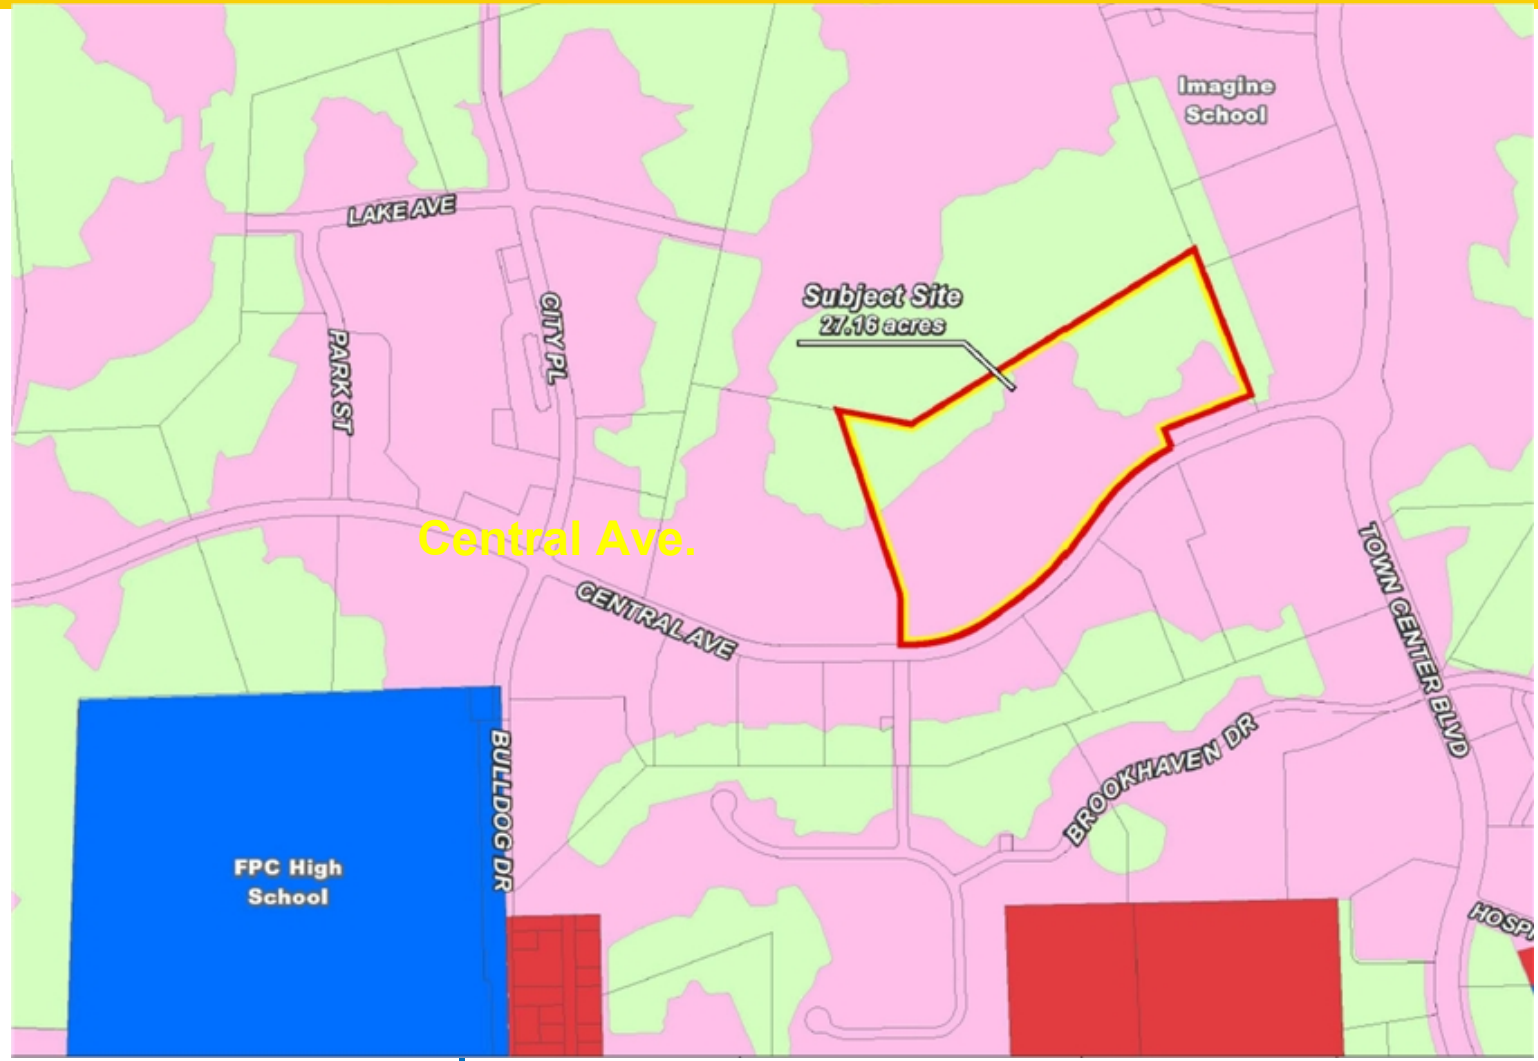 Imagine
School
LAKE AVE
Subject Site
27.16 acres
CITY PL
PARK ST
Central Ave.
CENTRAL AVE
TOWN CENTER BLVD
BROOKHAVEN DR
BULLDOG DR
FPC High
School